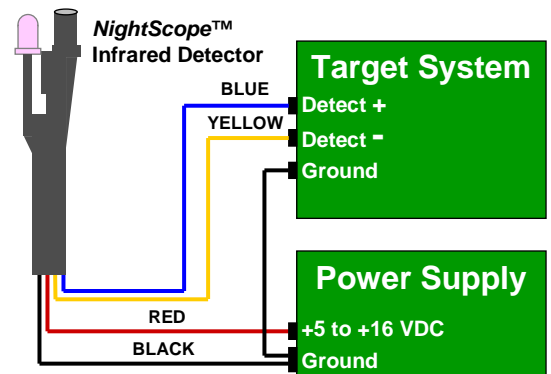 NightScope™
Infrared Detector
BLUE
YELLOW
RED
BLACK
Target System
Detect +
Detect -
Ground
Power Supply
+5 to +16 VDC
Ground